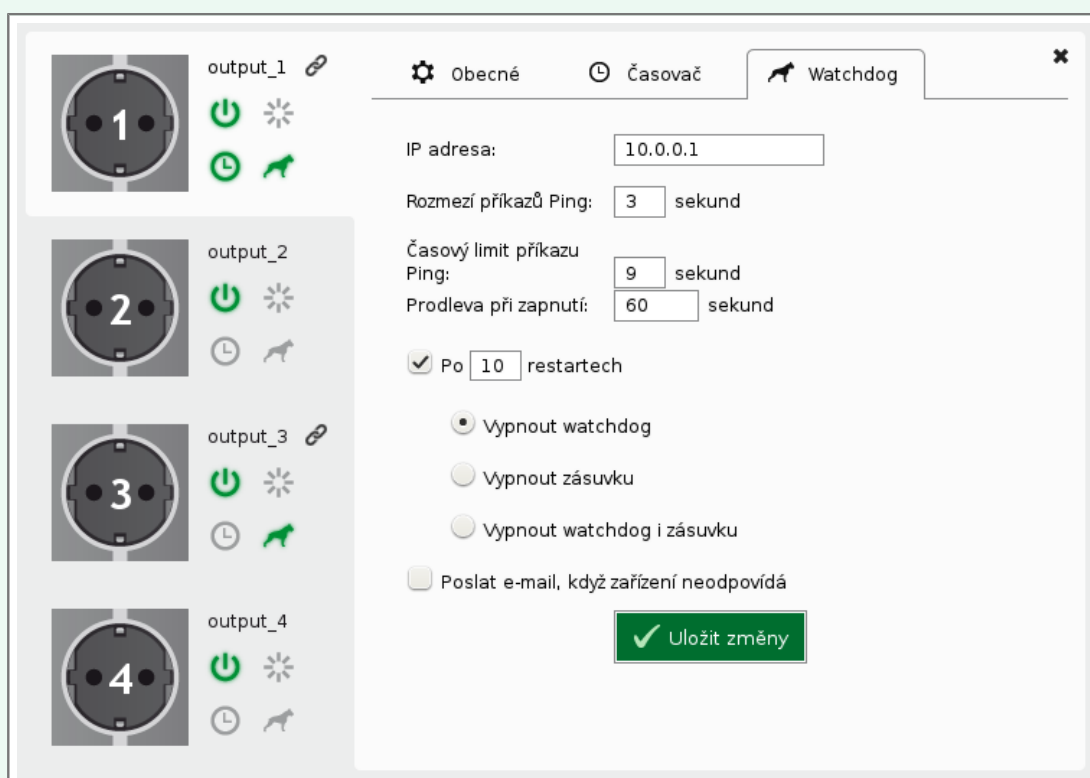 1
output_1
2
output_2
3
output_3
4
output_4
Obecné
Časovač
Watchdog
IP adresa: 10.0.0.1
Rozmezí příkazů Ping: 3 sekund
Časový limit příkazu
Ping: 9 sekund
Prodleva při zapnutí: 60 sekund
Po 10 restartech
Vypnout watchdog
Vypnout zásuvku
Vypnout watchdog i zásuvku
Poslat e-mail, když zařízení neodpovídá
Uložit změny